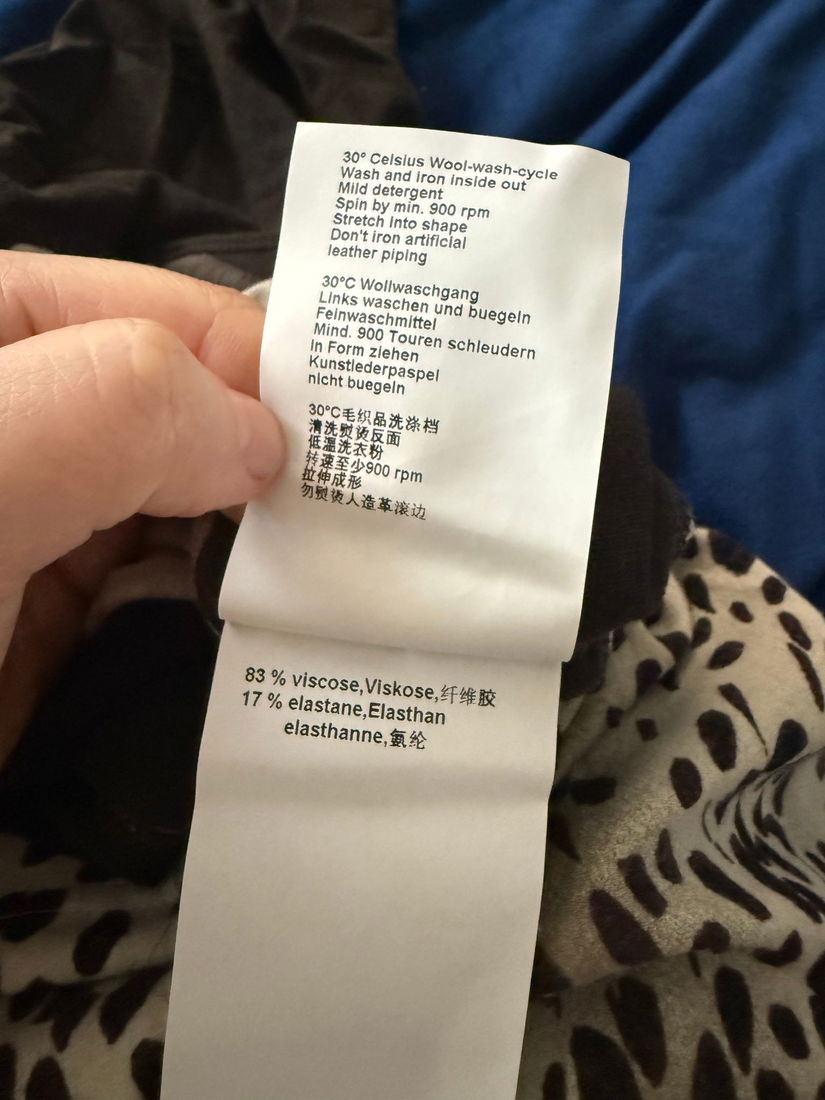 30° Celsius Wool-wash-cycle
Wash and iron inside out
Mild detergent
Spin by min. 900 rpm
Stretch into shape
Don't iron artificial
leather piping
30°C Wollwaschgang
Links waschen und buegeln
Feinwaschmittel
Mind. 900 Touren schleudern
in Form ziehen
Kunstlederpaspel
nicht buegeln
30°C毛织品洗涤档
清洗熨烫反面
低温洗衣粉
转速至少900 rpm
拉伸成形
勿熨烫人造革滚边
83 % viscose,Viskose,纤维胶
17 % elastane,Elasthan
elasthanne,氨纶